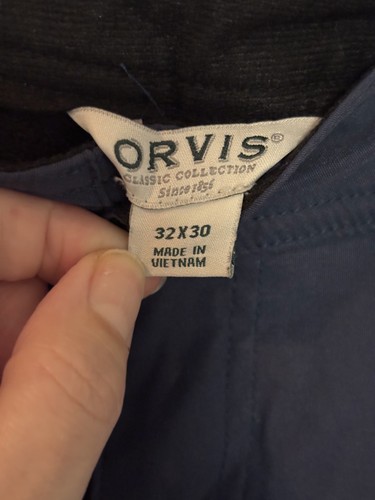 ORVIS®
CLASSIC COLLECTION
Since 1856
32X30
MADE IN
VIETNAM